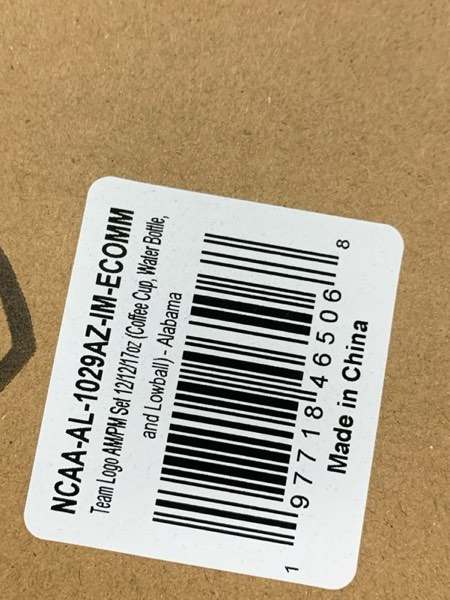 NCAA-AL-1029AZ-IM-ECOMM
Team Logo AM/PM Set 12/12/17oz (Coffee Cup, Water Bottle,
and Lowball) - Alabama
1 97718 46506 8
Made in China